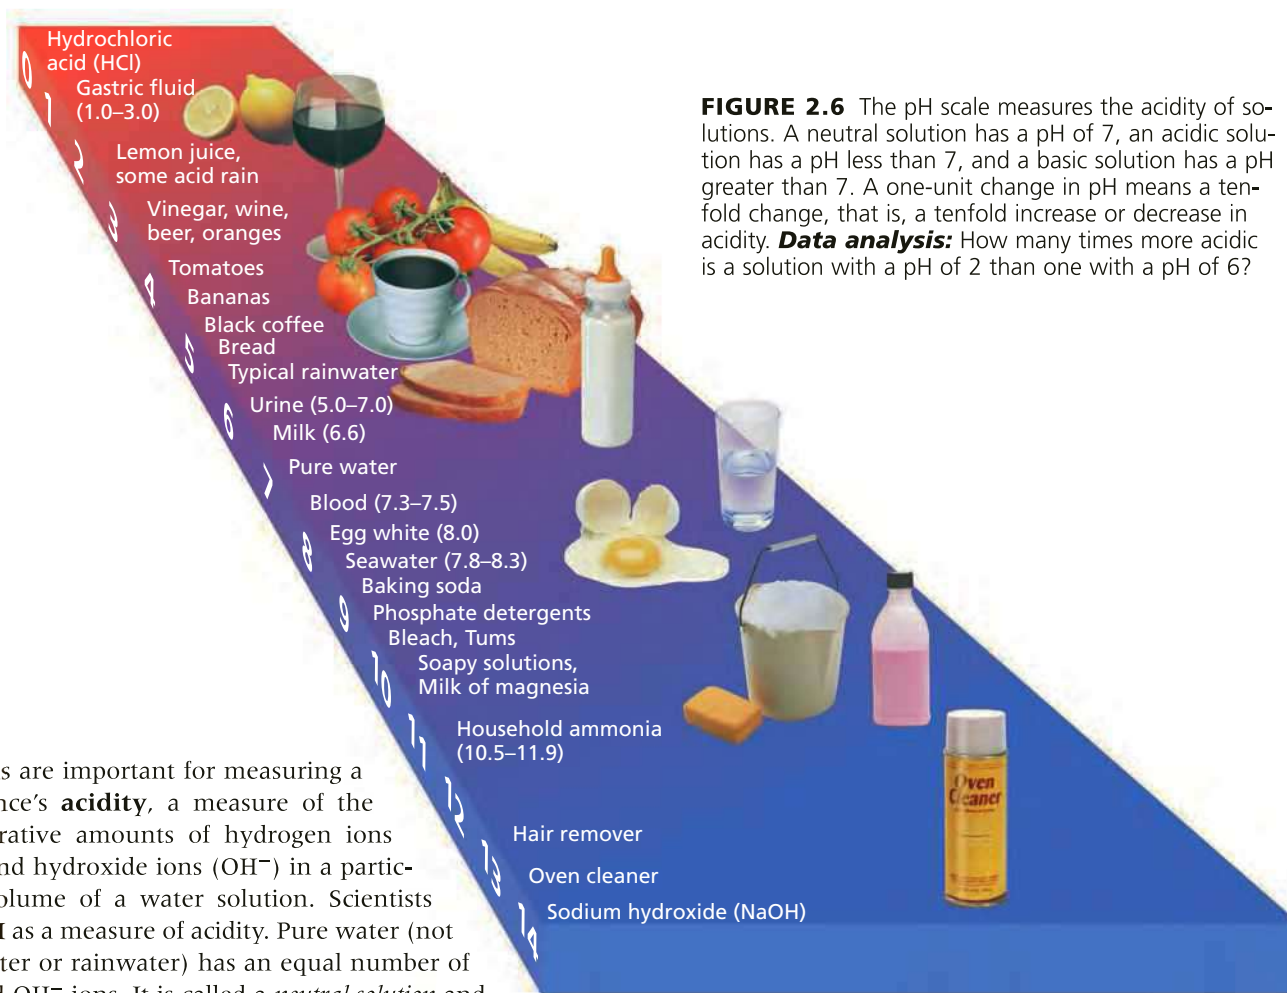 Hydrochloric
acid (HCl)
0
Gastric fluid
(1.0–3.0)
1
Lemon juice,
some acid rain
2
Vinegar, wine,
beer, oranges
3
Tomatoes
4
Bananas
Black coffee
Bread
5
Typical rainwater
Urine (5.0–7.0)
6
Milk (6.6)
Pure water
7
Blood (7.3–7.5)
Egg white (8.0)
8
Seawater (7.8–8.3)
Baking soda
9
Phosphate detergents
Bleach, Tums
10
Soapy solutions,
Milk of magnesia
11
Household ammonia
(10.5–11.9)
12
Hair remover
13
Oven cleaner
14
Sodium hydroxide (NaOH)
Oven
Cleaner
FIGURE 2.6 The pH scale measures the acidity of so-
lutions. A neutral solution has a pH of 7, an acidic solu-
tion has a pH less than 7, and a basic solution has a pH
greater than 7. A one-unit change in pH means a ten-
fold change, that is, a tenfold increase or decrease in
acidity. Data analysis: How many times more acidic
is a solution with a pH of 2 than one with a pH of 6?
s are important for measuring a
nce's acidity, a measure of the
rative amounts of hydrogen ions
nd hydroxide ions (OH⁻) in a partic-
olume of a water solution. Scientists
as a measure of acidity. Pure water (not
ter or rainwater) has an equal number of
OH⁻ ions. It is called a neutral solution and